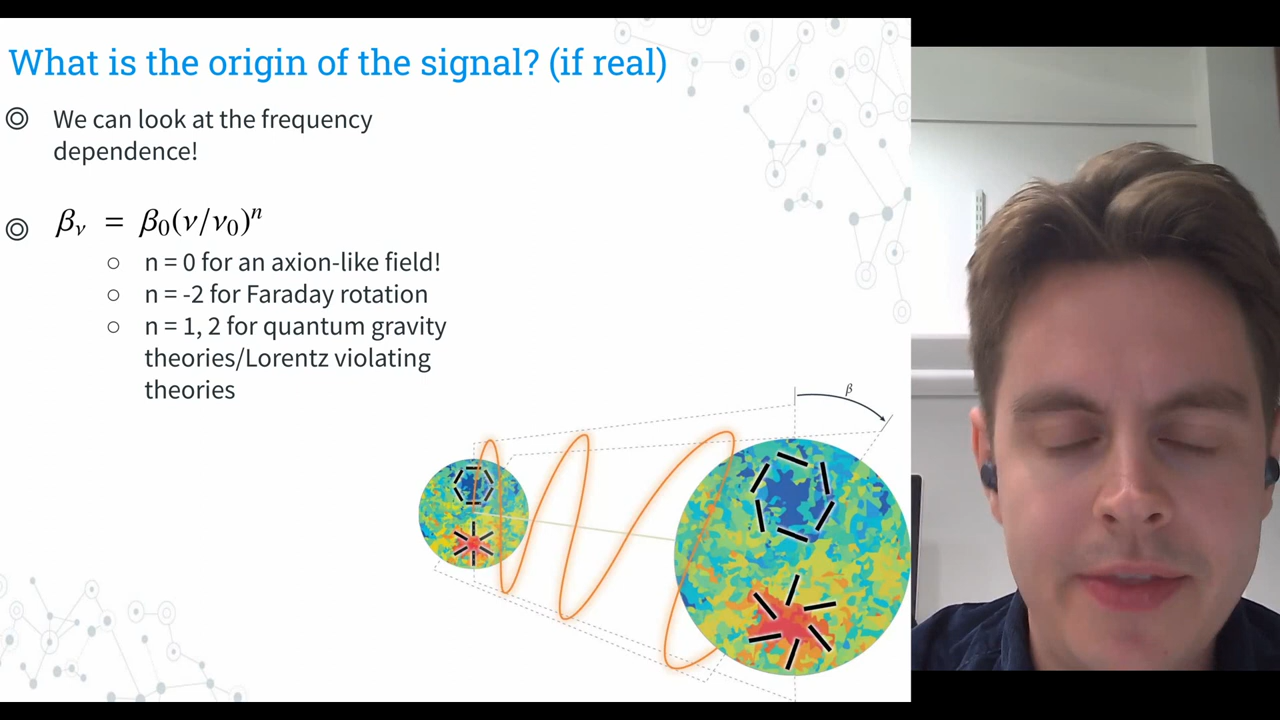 What is the origin of the signal? (if real)
We can look at the frequency
dependence!
βν = β0(ν/ν0)^n
n = 0 for an axion-like field!
n = -2 for Faraday rotation
n = 1, 2 for quantum gravity
theories/Lorentz violating
theories
β